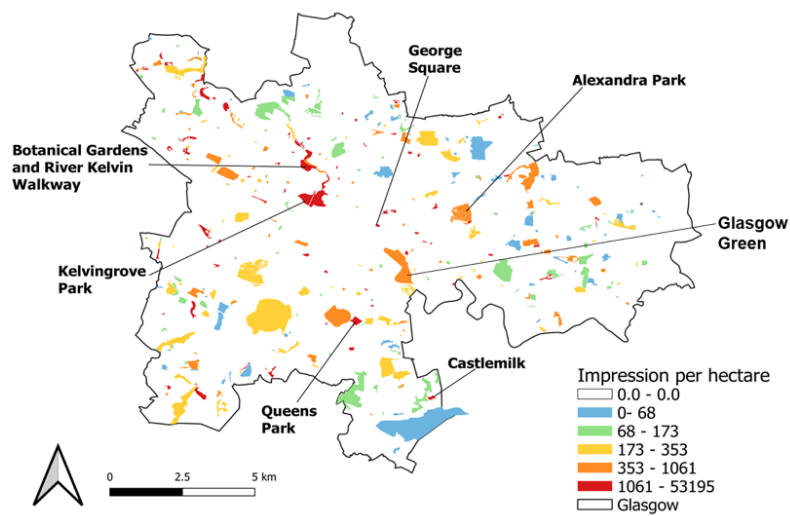 George
Square
Alexandra Park
Botanical Gardens
and River Kelvin
Walkway
Glasgow
Green
Kelvingrove
Park
Castlemilk
Queens
Park
Impression per hectare
0.0 - 0.0
0- 68
68 - 173
173 - 353
353 - 1061
1061 - 53195
Glasgow
0 2.5 5 km